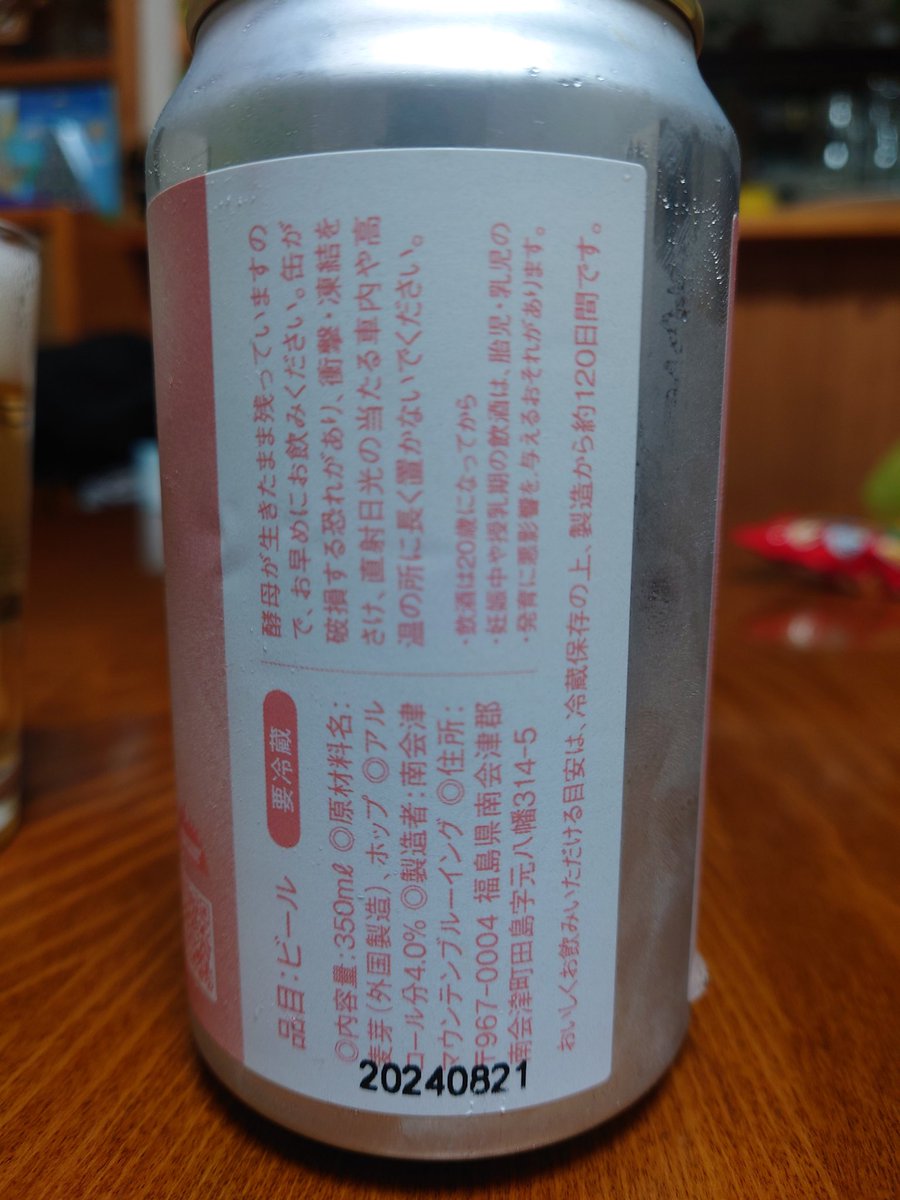 品目：ビール
要冷蔵
◎内容量：350mℓ ◎原材料名：
麦芽（外国製造）、ホップ ◎アル
コール分4.0% ◎製造者：南会津
マウンテンブルーイング ◎住所：
〒967-0004 福島県南会津郡
南会津町田島字元八幡314-5
酵母が生きたまま残っていますの
で、お早めにお飲みください。缶が
破損する恐れがあり、衝撃・凍結を
さけ、直射日光の当たる車内や高
温の所に長く置かないでください。
・飲酒は20歳になってから
・妊娠中や授乳期の飲酒は、胎児・乳児の
・発育に悪影響を与えるおそれがあります。
おいしくお飲みいただける目安は、冷蔵保存の上、製造から約120日間です。
20240821